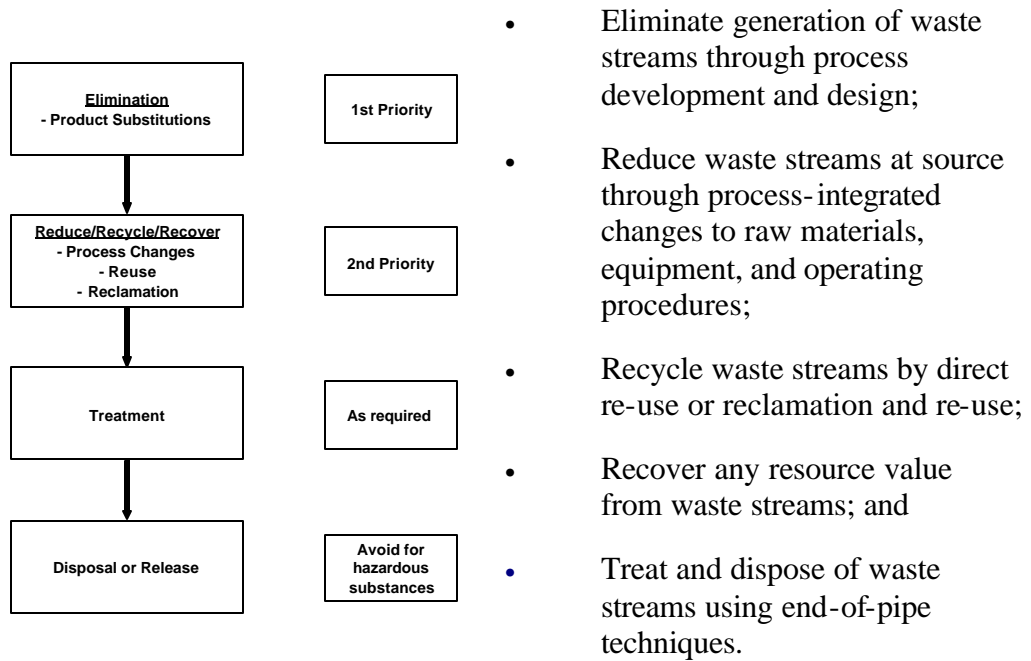 Elimination
- Product Substitutions
1st Priority
Reduce/Recycle/Recover
- Process Changes
- Reuse
- Reclamation
2nd Priority
Treatment
As required
Disposal or Release
Avoid for
hazardous
substances
• Eliminate generation of waste
streams through process
development and design;
• Reduce waste streams at source
through process-integrated
changes to raw materials,
equipment, and operating
procedures;
• Recycle waste streams by direct
re-use or reclamation and re-use;
• Recover any resource value
from waste streams; and
• Treat and dispose of waste
streams using end-of-pipe
techniques.